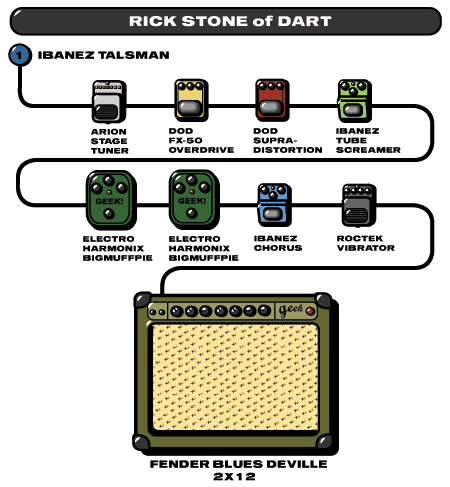 RICK STONE of DART
1 IBANEZ TALSMAN
ARION
STAGE
TUNER
DOD
FX-50
OVERDRIVE
DOD
SUPRA-
DISTORTION
IBANEZ
TUBE
SCREAMER
GEEK!
GEEK!
ELECTRO
HARMONIX
BIGMUFFPIE
ELECTRO
HARMONIX
BIGMUFFPIE
IBANEZ
CHORUS
ROCTEK
VIBRATOR
geek
FENDER BLUES DEVILLE
2X12